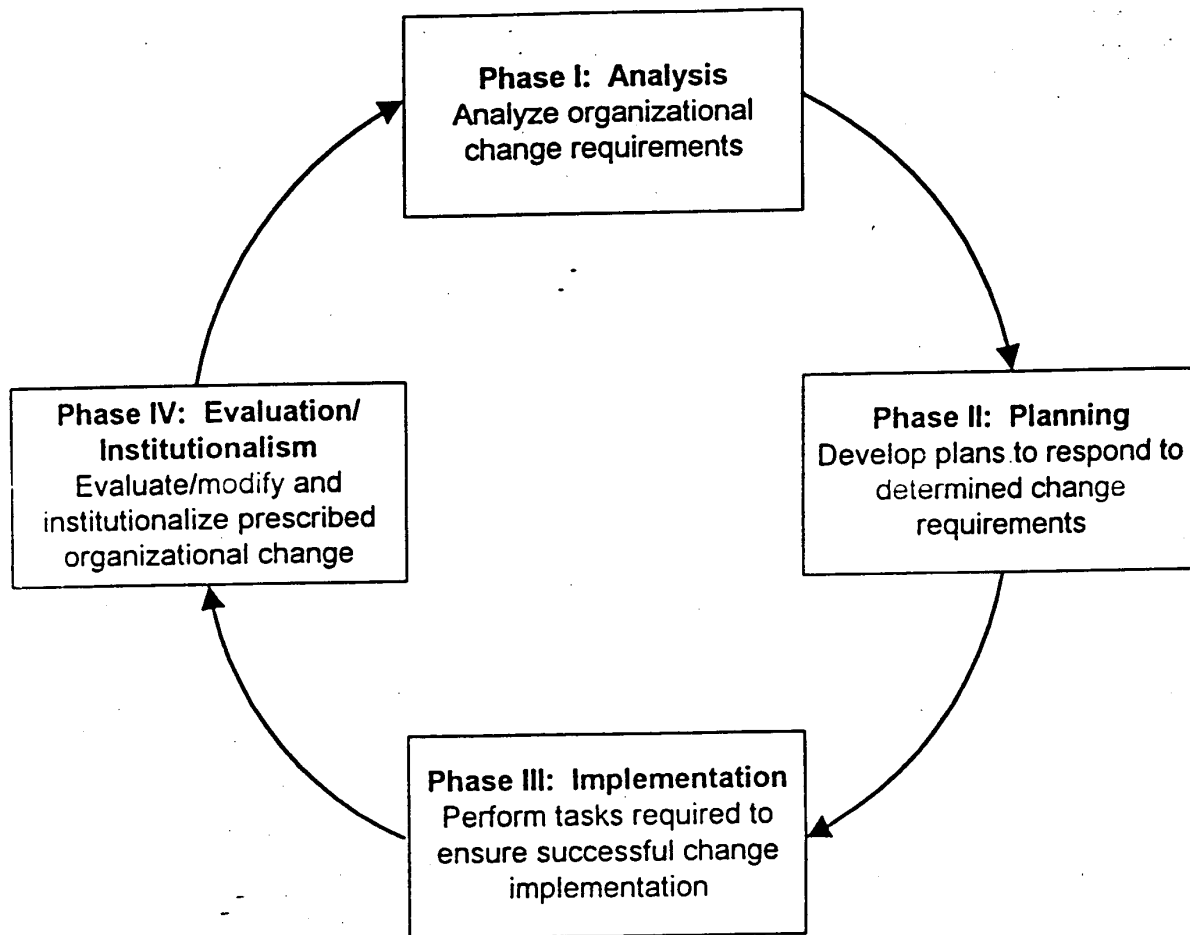 Phase I: Analysis
Analyze organizational
change requirements
Phase II: Planning
Develop plans to respond to
determined change
requirements
Phase III: Implementation
Perform tasks required to
ensure successful change
implementation
Phase IV: Evaluation/
Institutionalism
Evaluate/modify and
institutionalize prescribed
organizational change